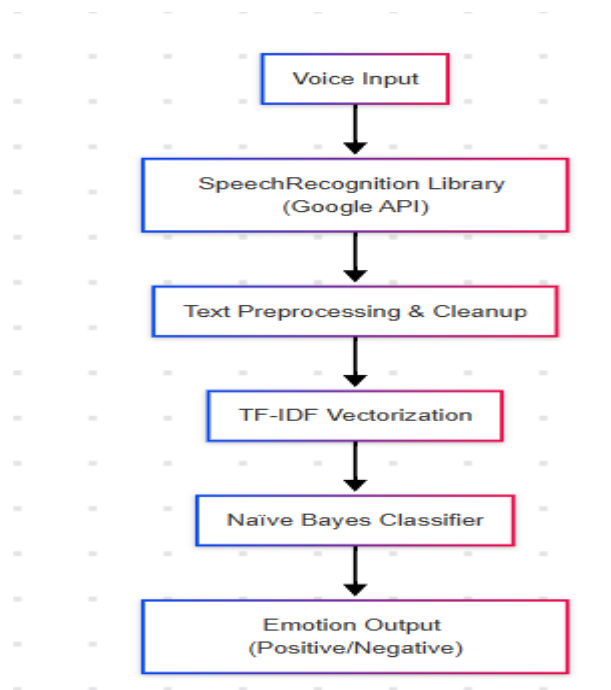 Voice Input
SpeechRecognition Library
(Google API)
Text Preprocessing & Cleanup
TF-IDF Vectorization
Naïve Bayes Classifier
Emotion Output
(Positive/Negative)